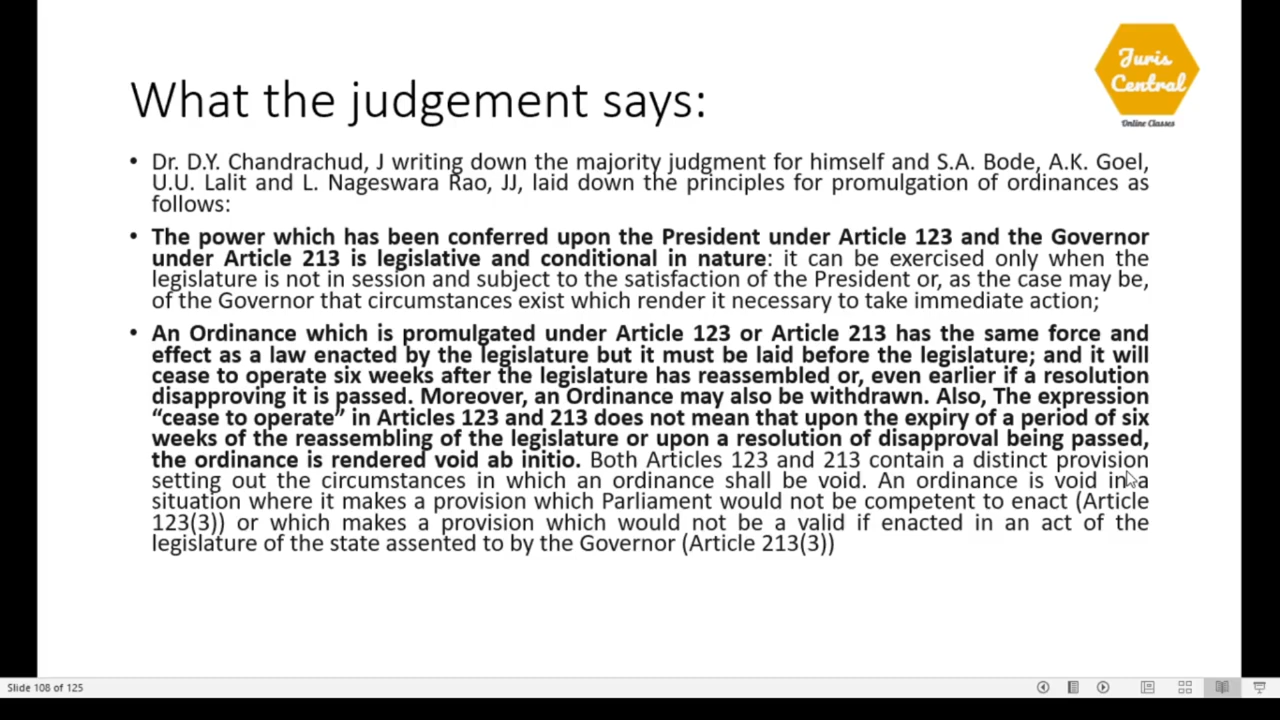 Juris
Central
Online Classes
What the judgement says:
• Dr. D.Y. Chandrachud, J writing down the majority judgment for himself and S.A. Bode, A.K. Goel,
U.U. Lalit and L. Nageswara Rao, JJ, laid down the principles for promulgation of ordinances as
follows:
• The power which has been conferred upon the President under Article 123 and the Governor
under Article 213 is legislative and conditional in nature: it can be exercised only when the
legislature is not in session and subject to the satisfaction of the President or, as the case may be,
of the Governor that circumstances exist which render it necessary to take immediate action;
• An Ordinance which is promulgated under Article 123 or Article 213 has the same force and
effect as a law enacted by the legislature but it must be laid before the legislature; and it will
cease to operate six weeks after the legislature has reassembled or, even earlier if a resolution
disapproving it is passed. Moreover, an Ordinance may also be withdrawn. Also, The expression
“cease to operate” in Articles 123 and 213 does not mean that upon the expiry of a period of six
weeks of the reassembling of the legislature or upon a resolution of disapproval being passed,
the ordinance is rendered void ab initio. Both Articles 123 and 213 contain a distinct provision
setting out the circumstances in which an ordinance shall be void. An ordinance is void in a
situation where it makes a provision which Parliament would not be competent to enact (Article
123(3)) or which makes a provision which would not be a valid if enacted in an act of the
legislature of the state assented to by the Governor (Article 213(3))
Slide 108 of 125